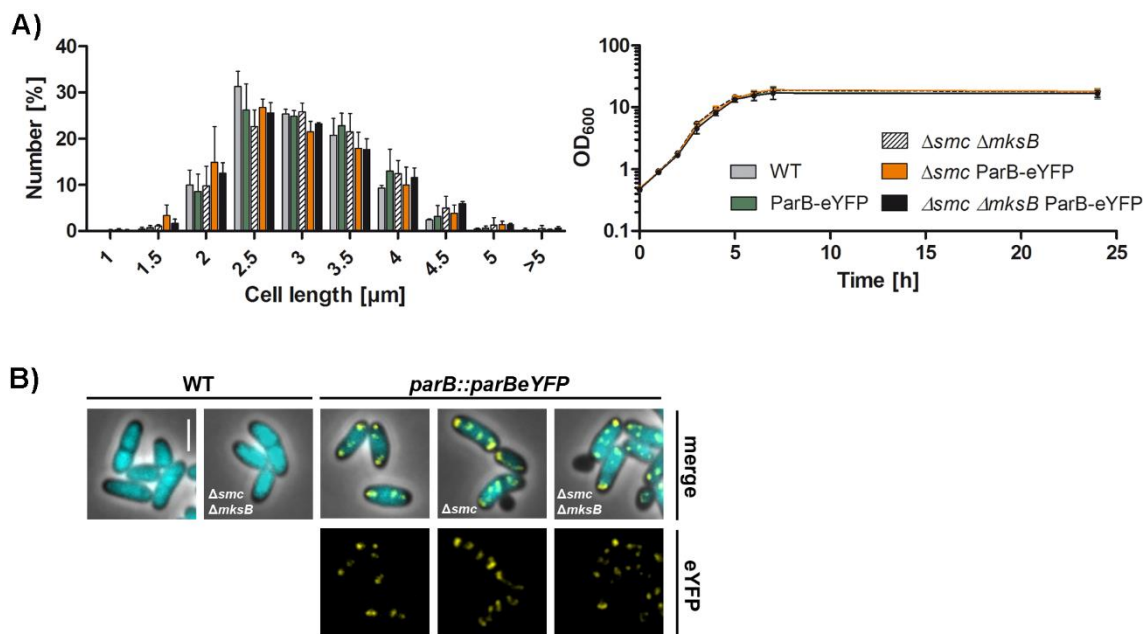 A)
Number [%]
40
30
20
10
0
1
1.5
2
2.5
3
3.5
4
4.5
5
>5
Cell length [µm]
OD600
100
10
1
0.1
0
5
10
15
20
25
Time [h]
WT
ParB-eYFP
Δsmc ΔmksB
Δsmc ParB-eYFP
Δsmc ΔmksB ParB-eYFP
B)
WT
parB::parBeYFP
Δsmc
ΔmksB
Δsmc
Δsmc
ΔmksB
merge
eYFP